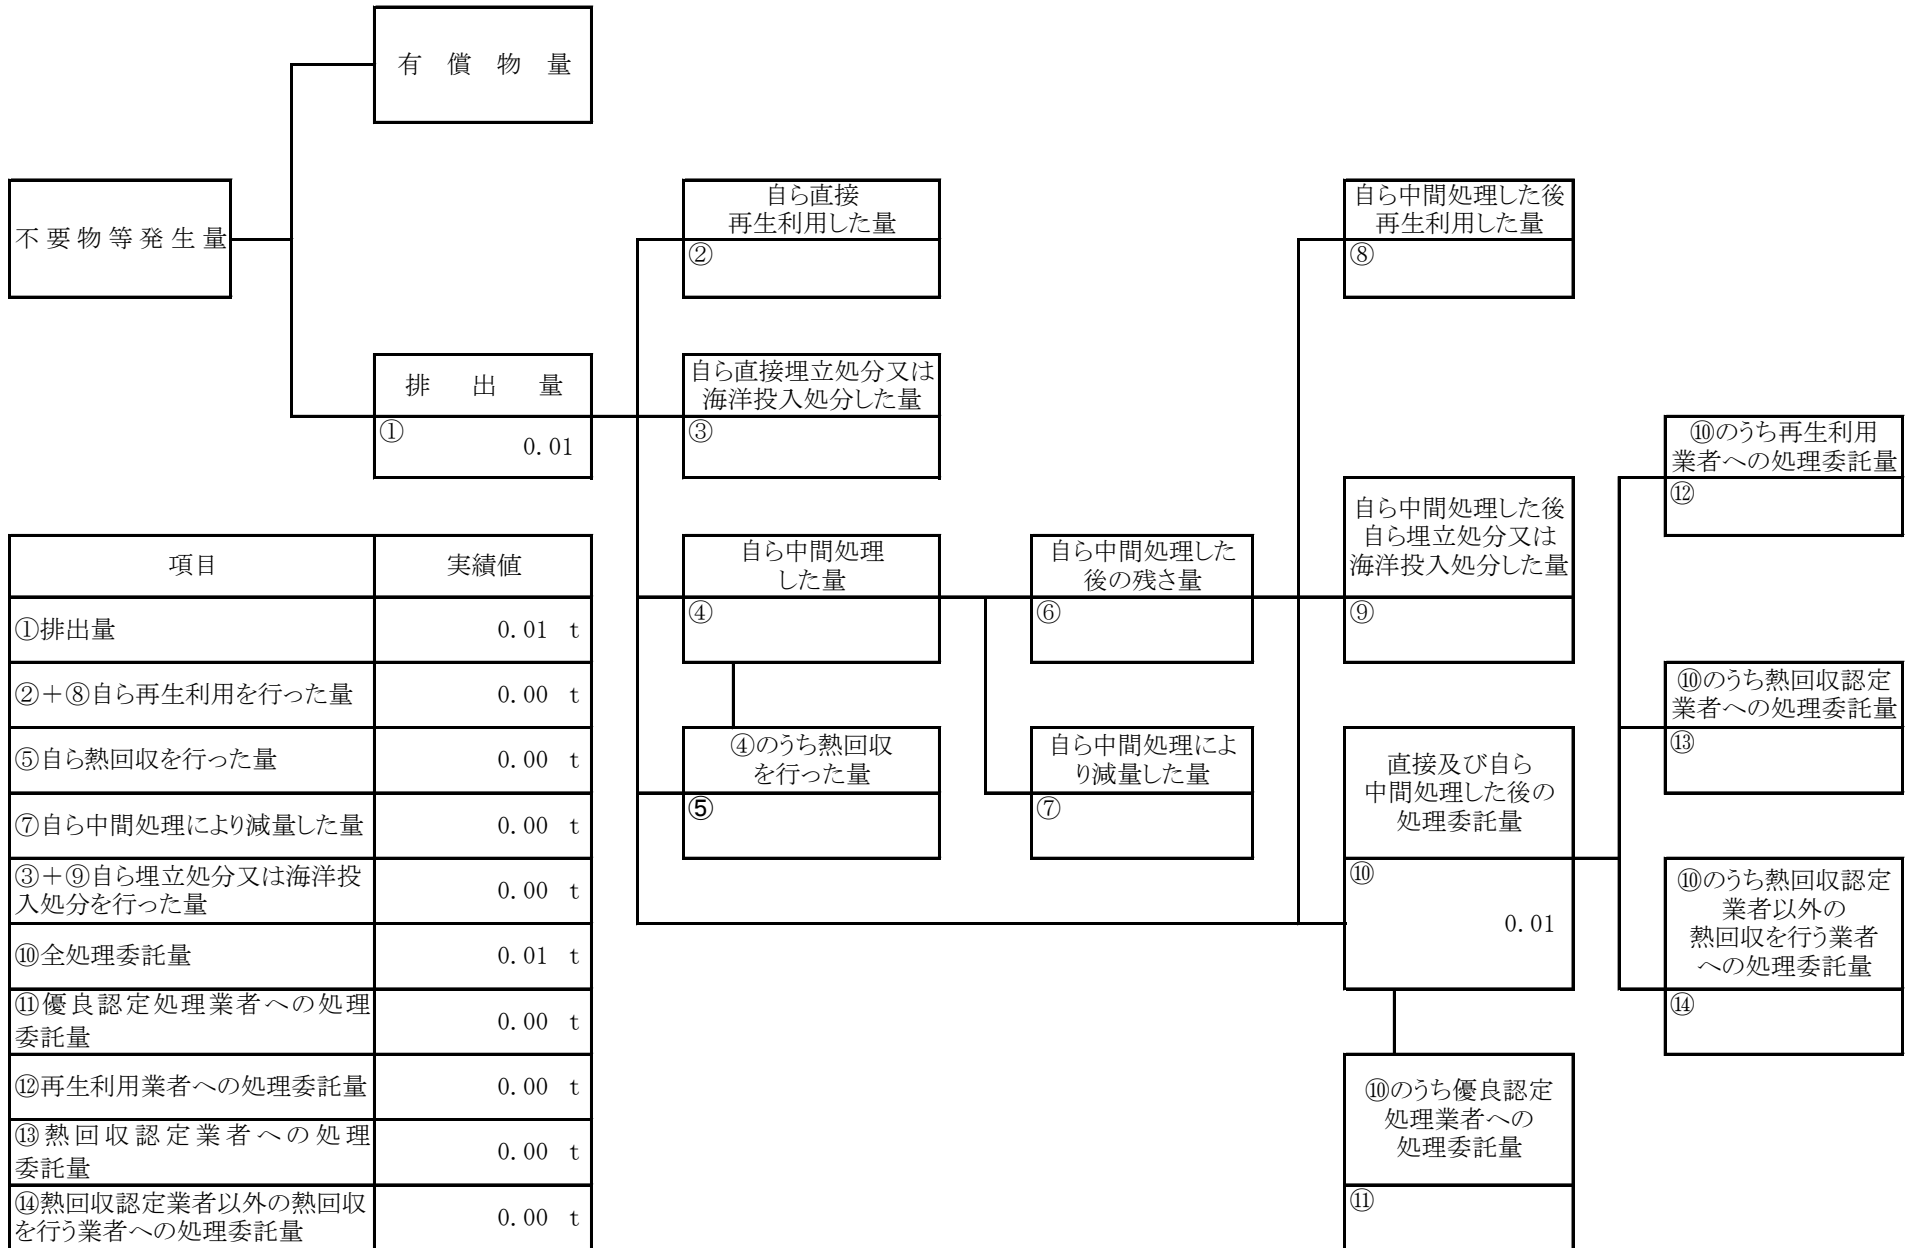 有償物量
不要物等発生量
排出量
①
0.01
自ら直接
再生利用した量
②
自ら直接埋立処分又は
海洋投入処分した量
③
自ら中間処理
した量
④
④のうち熱回収
を行った量
⑤
自ら中間処理した
後の残さ量
⑥
自ら中間処理によ
り減量した量
⑦
自ら中間処理した後
再生利用した量
⑧
自ら中間処理した後
自ら埋立処分又は
海洋投入処分した量
⑨
直接及び自ら
中間処理した後の
処理委託量
⑩
0.01
⑩のうち優良認定
処理業者への
処理委託量
⑪
⑩のうち再生利用
業者への処理委託量
⑫
⑩のうち熱回収認定
業者への処理委託量
⑬
⑩のうち熱回収認定
業者以外の
熱回収を行う業者
への処理委託量
⑭
項目 実績値
①排出量 0.01 t
②＋⑧自ら再生利用を行った量 0.00 t
⑤自ら熱回収を行った量 0.00 t
⑦自ら中間処理により減量した量 0.00 t
③＋⑨自ら埋立処分又は海洋投
入処分を行った量 0.00 t
⑩全処理委託量 0.01 t
⑪優良認定処理業者への処理
委託量 0.00 t
⑫再生利用業者への処理委託量 0.00 t
⑬熱回収認定業者への処理
委託量 0.00 t
⑭熱回収認定業者以外の熱回収
を行う業者への処理委託量 0.00 t